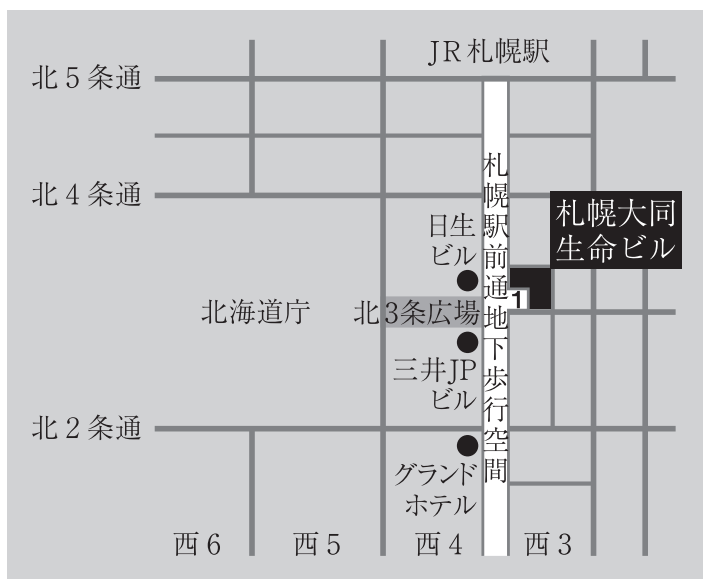 JR札幌駅
北5条通
北4条通
札幌大同
生命ビル
日生
ビル
札幌駅前通地下歩行空間
1
北海道庁
北3条広場
三井JP
ビル
北2条通
グランド
ホテル
西6
西5
西4
西3